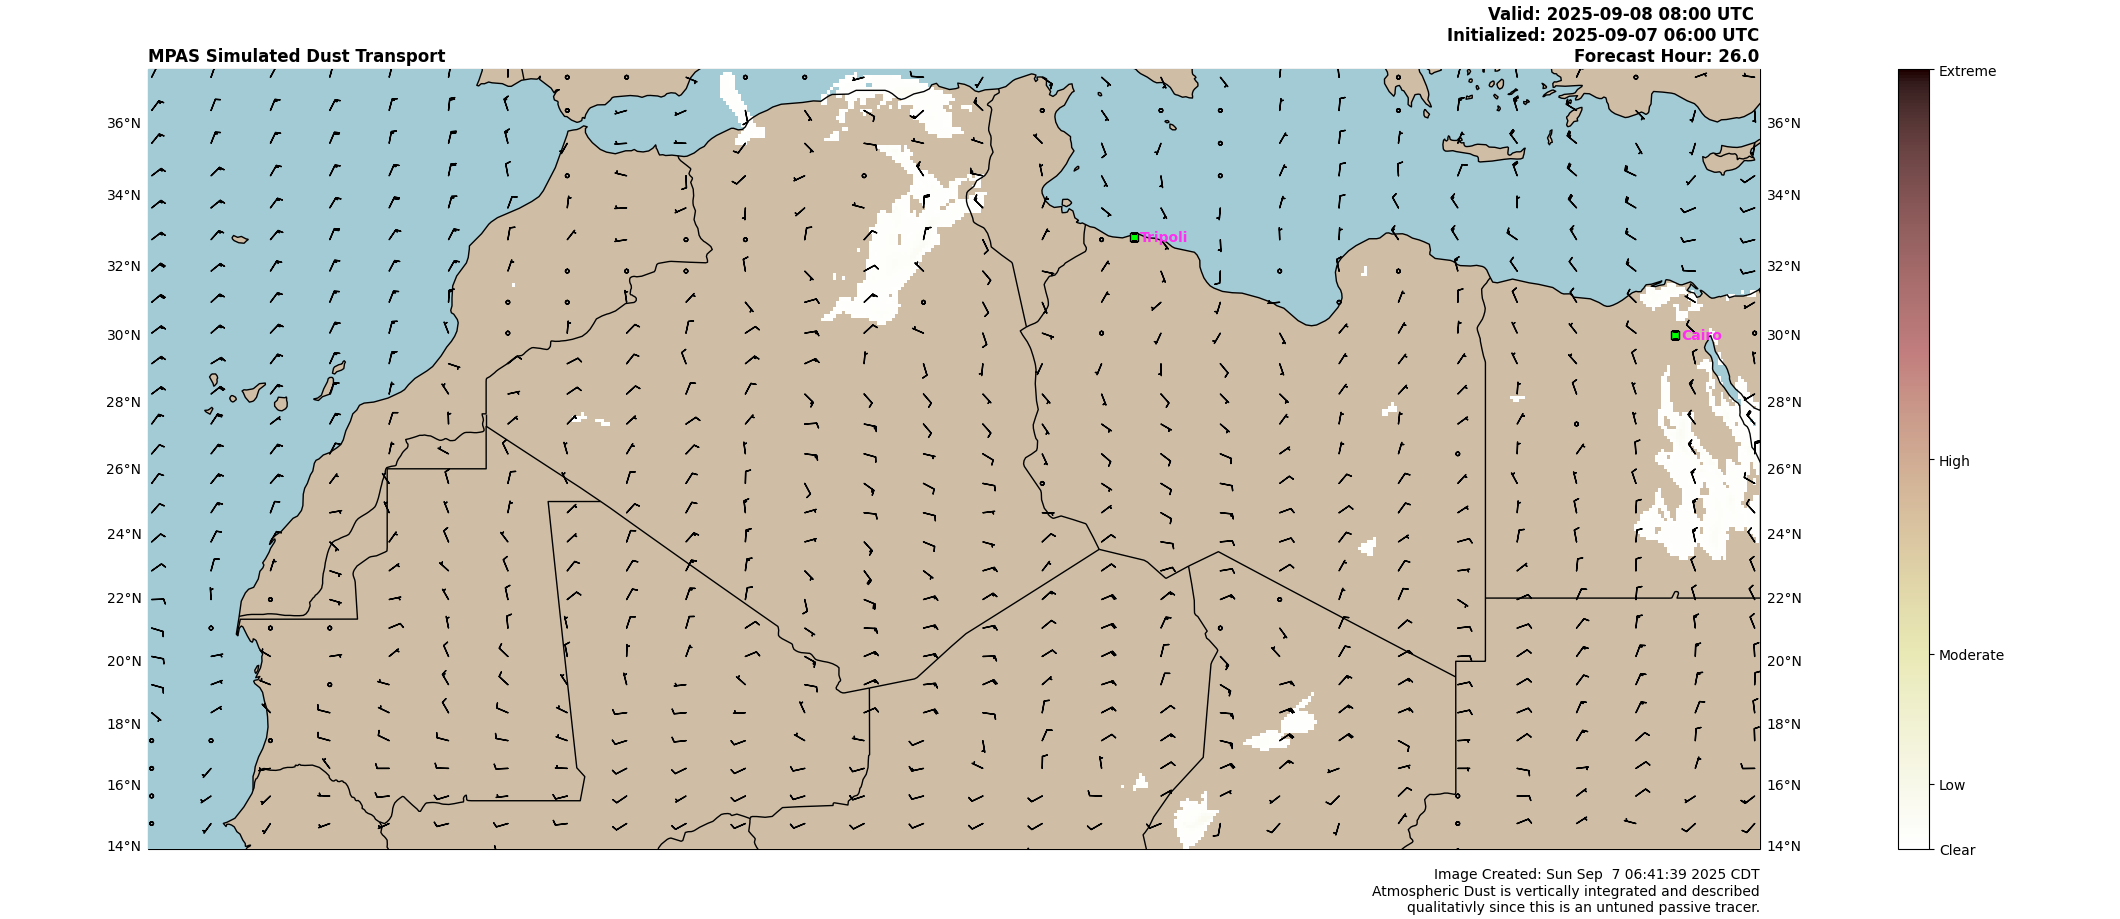 Valid: 2025-09-08 08:00 UTC
Initialized: 2025-09-07 06:00 UTC
MPAS Simulated Dust Transport
Forecast Hour: 26.0
Extreme
36°N
36°N
34°N
34°N
Tripoli
32°N
32°N
30°N
Cairo
30°N
28°N
28°N
High
26°N
26°N
24°N
24°N
22°N
22°N
Moderate
20°N
20°N
18°N
18°N
16°N
16°N
Low
14°N
14°N
Clear
Image Created: Sun Sep 7 06:41:39 2025 CDT
Atmospheric Dust is vertically integrated and described
qualitativly since this is an untuned passive tracer.